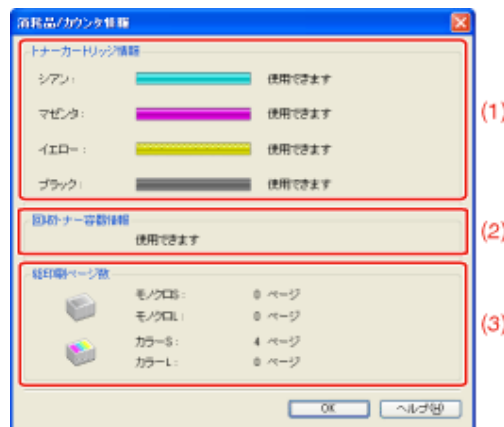 消耗品/カウンタ情報
トナーカートリッジ情報
シアン: 使用できます
マゼンタ: 使用できます
(1)
イエロー: 使用できます
ブラック: 使用できます
回収トナー容器情報
(2)
使用できます
総印刷ページ数
モノクロS: 0 ページ
モノクロL: 0 ページ
(3)
カラーS: 4 ページ
カラーL: 0 ページ
OK ヘルプ(H)